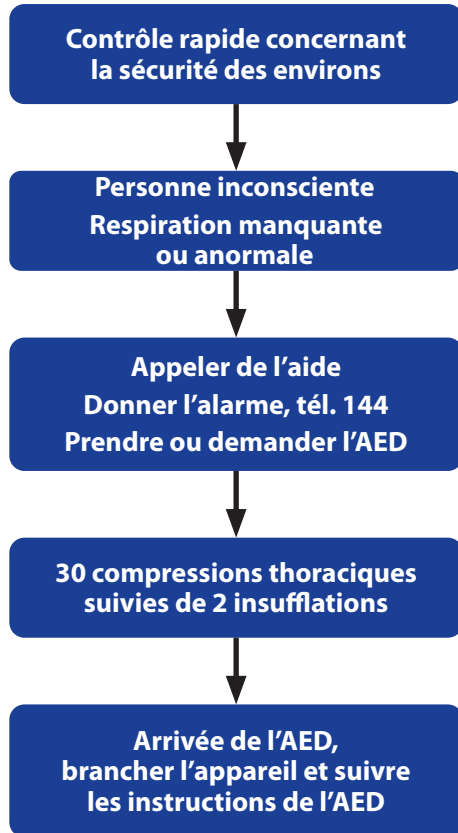 Contrôle rapide concernant
la sécurité des environs
Personne inconsciente
Respiration manquante
ou anormale
Appeler de l’aide
Donner l’alarme, tél. 144
Prendre ou demander l’AED
30 compressions thoraciques
suivies de 2 insufflations
Arrivée de l’AED,
brancher l’appareil et suivre
les instructions de l’AED